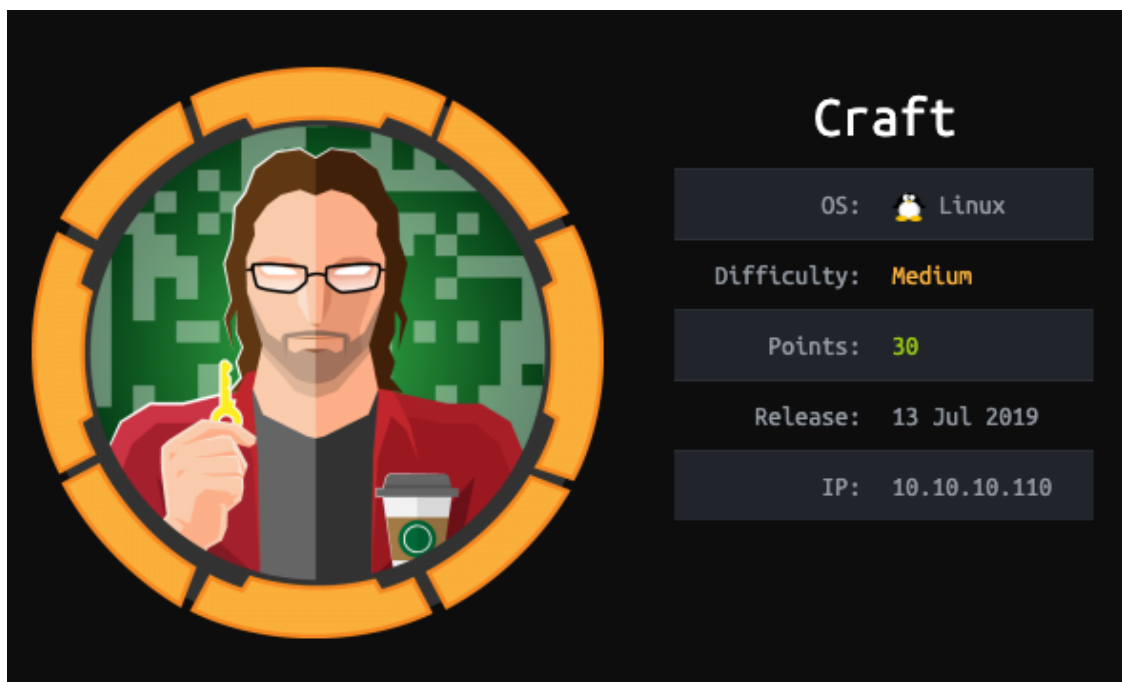 Craft
OS: Linux
Difficulty: Medium
Points: 30
Release: 13 Jul 2019
IP: 10.10.10.110